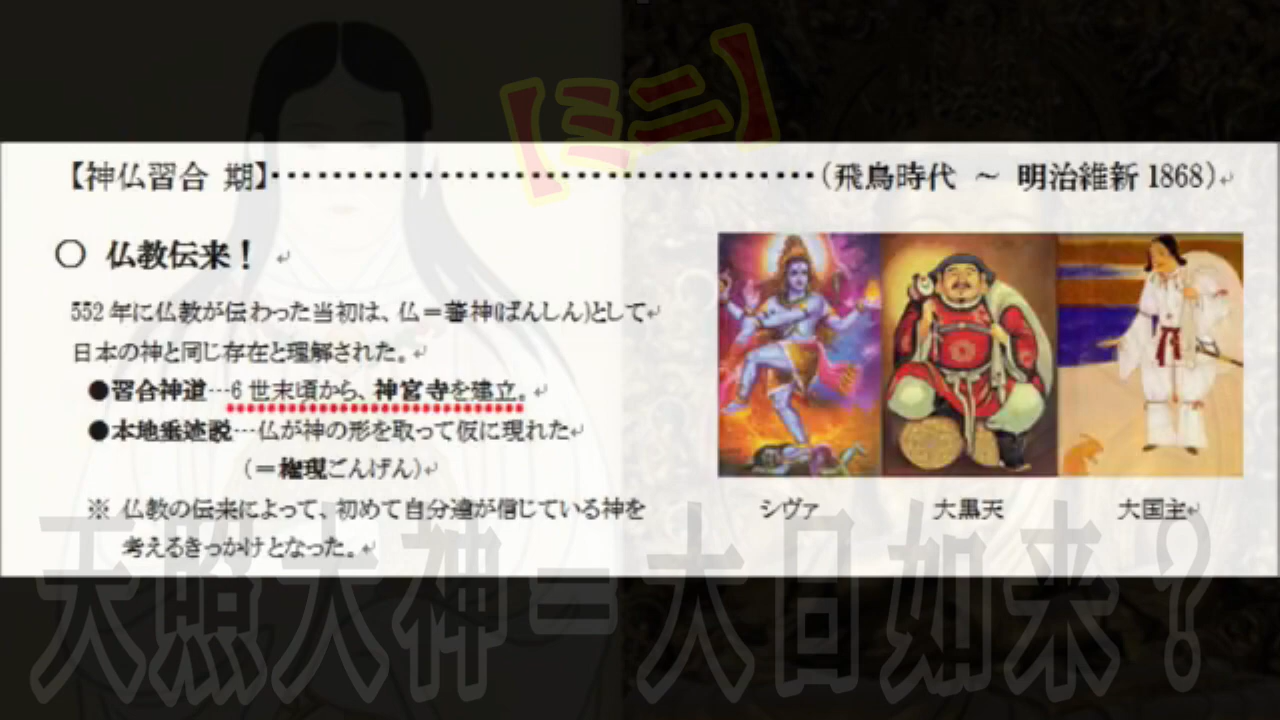 【ミニ】
【神仏習合 期】‥‥‥‥‥‥‥‥‥‥‥‥‥‥‥‥‥‥(飛鳥時代 ～ 明治維新 1868)
〇 仏教伝来！
552 年に仏教が伝わった当初は、仏＝蕃神(ばんしん)として
日本の神と同じ存在と理解された。
●習合神道…6 世末頃から、神宮寺を建立。
●本地垂迹説…仏が神の形を取って仮に現れた
(＝権現ごんげん)
※ 仏教の伝来によって、初めて自分達が信じている神を
考えるきっかけとなった。
シヴァ
大黒天
大国主
天照大神＝大日如来？